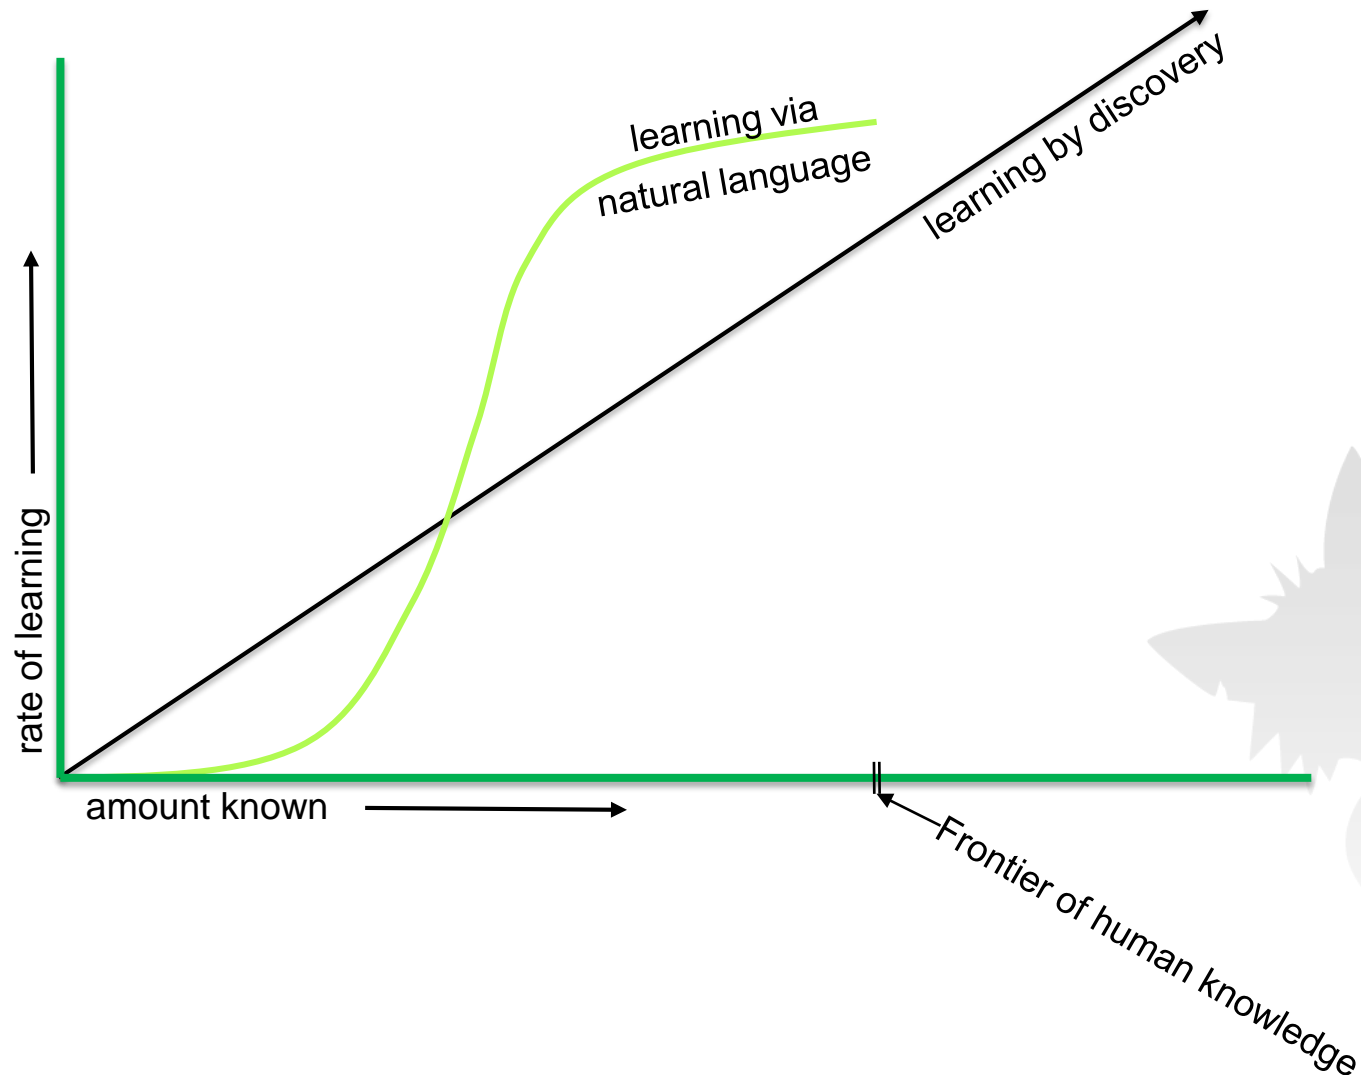 learning via
natural language
learning by discovery
rate of learning
amount known
Frontier of human knowledge